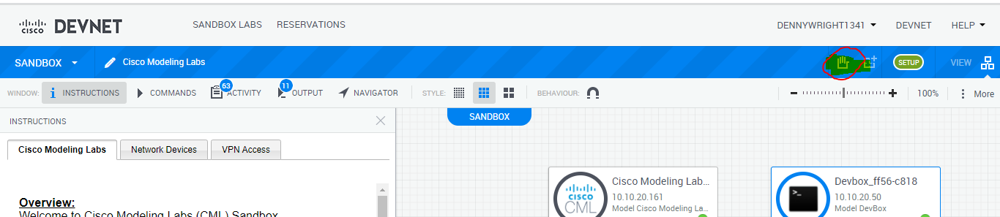 cisco DEVNET SANDBOX LABS RESERVATIONS DENNYWRIGHT1341 DEVNET HELP
SANDBOX Cisco Modeling Labs SETUP VIEW
WINDOW: INSTRUCTIONS COMMANDS 63 ACTIVITY 11 OUTPUT NAVIGATOR STYLE: BEHAVIOUR: 100% More
INSTRUCTIONS
SANDBOX
Cisco Modeling Labs Network Devices VPN Access
Overview:
Welcome to Cisco Modeling Labs (CML) Sandbox
cisco
CML
Cisco Modeling Lab...
10.10.20.161
Model Cisco Modeling La...
>_
Devbox_ff56-c818
10.10.20.50
Model DevBox